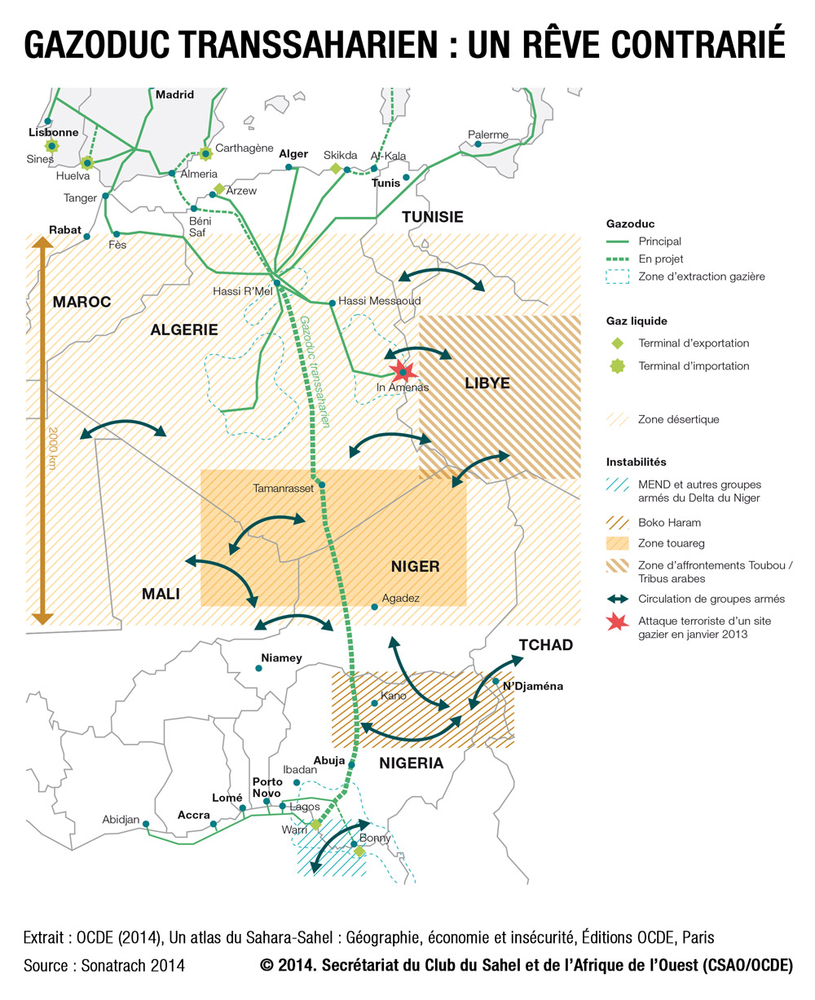 GAZODUC TRANSSAHARIEN : UN RÊVE CONTRARIÉ
Madrid
Lisbonne
Sines
Huelva
Carthagène
Almeria
Alger
Skikda
Al-Kala
Palerme
Tunis
Tanger
Arzew
Béni
Saf
Rabat
Fès
TUNISIE
MAROC
Hassi R'Mel
Hassi Messaoud
ALGERIE
Gazoduc transsaharien
In Amenas
LIBYE
2000 km
Tamanrasset
NIGER
MALI
Agadez
TCHAD
Niamey
N'Djaména
Kano
NIGERIA
Abuja
Ibadan
Porto
Novo
Lomé
Lagos
Accra
Abidjan
Warri
Bonny
Gazoduc
Principal
En projet
Zone d'extraction gazière
Gaz liquide
Terminal d'exportation
Terminal d'importation
Zone désertique
Instabilités
MEND et autres groupes
armés du Delta du Niger
Boko Haram
Zone touareg
Zone d'affrontements Toubou /
Tribus arabes
Circulation de groupes armés
Attaque terroriste d'un site
gazier en janvier 2013
Extrait : OCDE (2014), Un atlas du Sahara-Sahel : Géographie, économie et insécurité, Éditions OCDE, Paris
Source : Sonatrach 2014
© 2014. Secrétariat du Club du Sahel et de l'Afrique de l'Ouest (CSAO/OCDE)